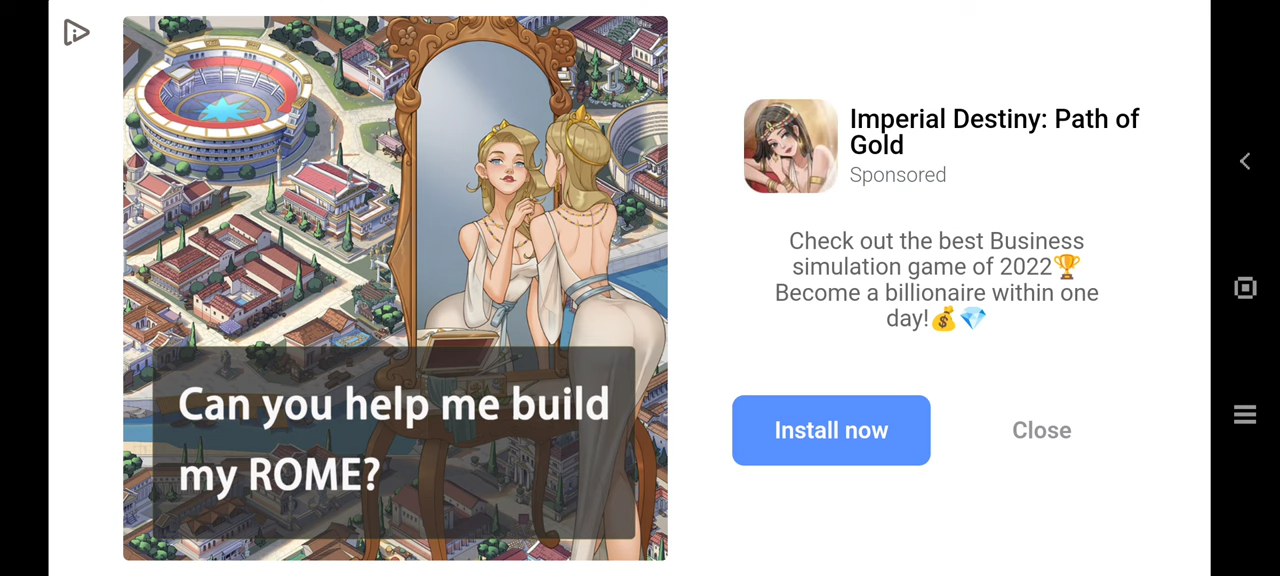 Can you help me build
my ROME?
Imperial Destiny: Path of
Gold
Sponsored
Check out the best Business
simulation game of 2022🏆
Become a billionaire within one
day!💰💎
Install now
Close